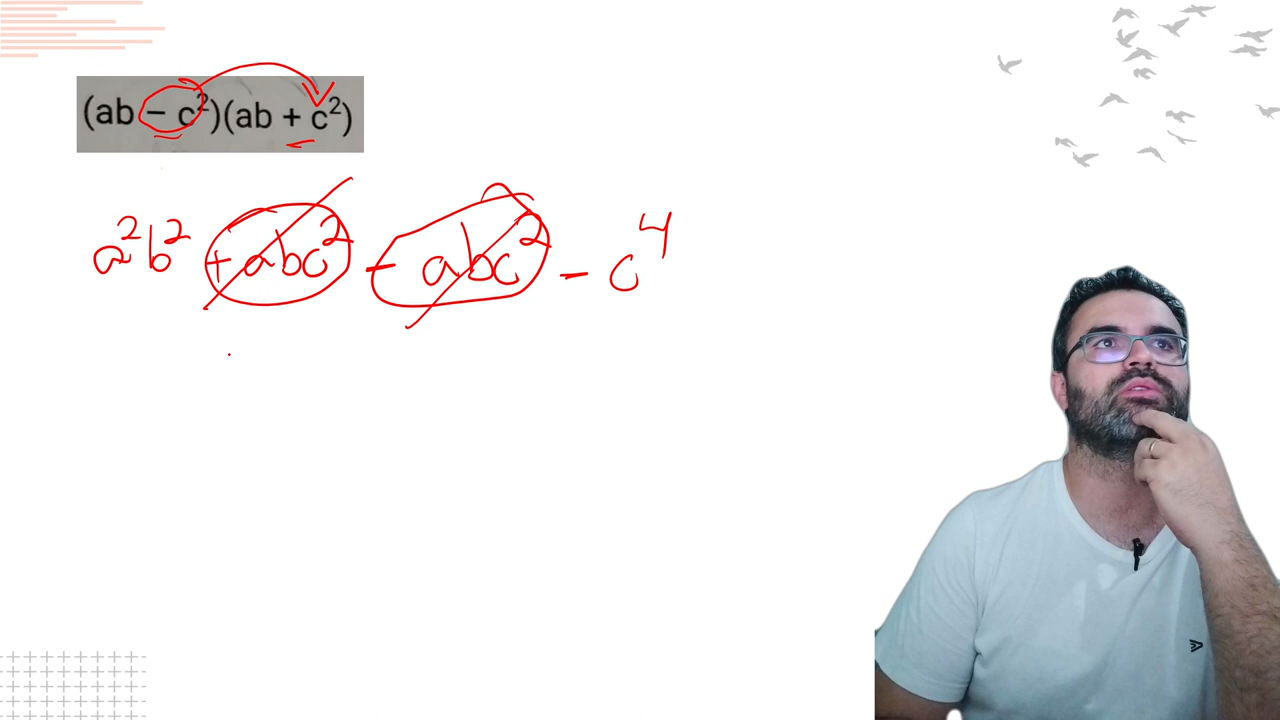 (ab − c²)(ab + c²)
a²b² + abc² − abc² − c⁴